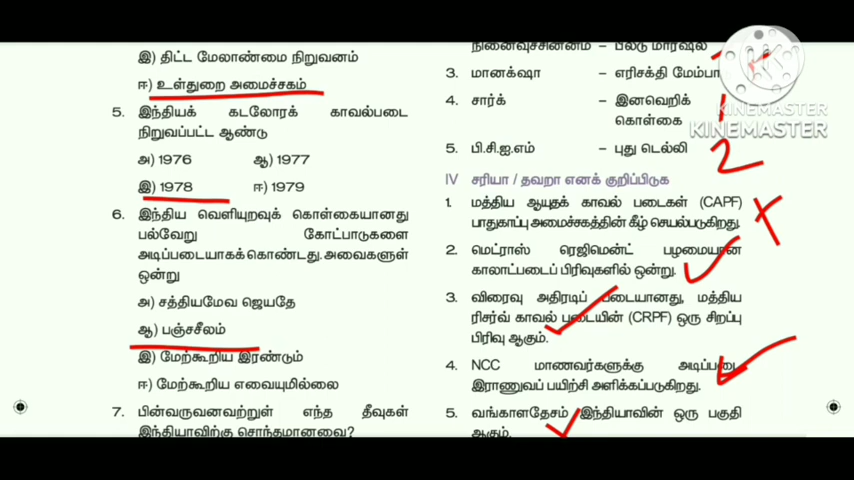 இ) திட்ட மேலாண்மை நிறுவனம்
ஈ) உள்துறை அமைச்சகம்
5. இந்தியக் கடலோரக் காவல்படை
நிறுவப்பட்ட ஆண்டு
அ) 1976 ஆ) 1977
இ) 1978 ஈ) 1979
6. இந்திய வெளியுறவுக் கொள்கையானது
பல்வேறு கோட்பாடுகளை
அடிப்படையாகக் கொண்டது. அவைகளுள்
ஒன்று
அ) சத்தியமேவ ஜெயதே
ஆ) பஞ்சசீலம்
இ) மேற்கூறிய இரண்டும்
ஈ) மேற்கூறிய எவையுமில்லை
7. பின்வருவனவற்றுள் எந்த தீவுகள்
இந்தியாவிற்கு சொந்தமானவை?
நினைவுச்சின்னம் – பீல்டு மார்ஷல்
3. மானக்‌ஷா – எரிசக்தி மேம்பா
4. சார்க் – இனவெறிக்
கொள்கை 1
5. பி.சி.ஐ.எம் – புது டெல்லி 2
IV சரியா / தவறா எனக் குறிப்பிடுக
1. மத்திய ஆயுதக் காவல் படைகள் (CAPF)
பாதுகாப்பு அமைச்சகத்தின் கீழ் செயல்படுகிறது.
2. மெட்ராஸ் ரெஜிமென்ட் பழமையான
காலாட்படைப் பிரிவுகளில் ஒன்று.
3. விரைவு அதிரடிப் படையானது, மத்திய
ரிசர்வ் காவல் படையின் (CRPF) ஒரு சிறப்பு
பிரிவு ஆகும்.
4. NCC மாணவர்களுக்கு அடிப்படை
இராணுவப் பயிற்சி அளிக்கப்படுகிறது.
5. வங்காளதேசம் இந்தியாவின் ஒரு பகுதி
ஆகும்.
KINEMASTER
KINEMASTER